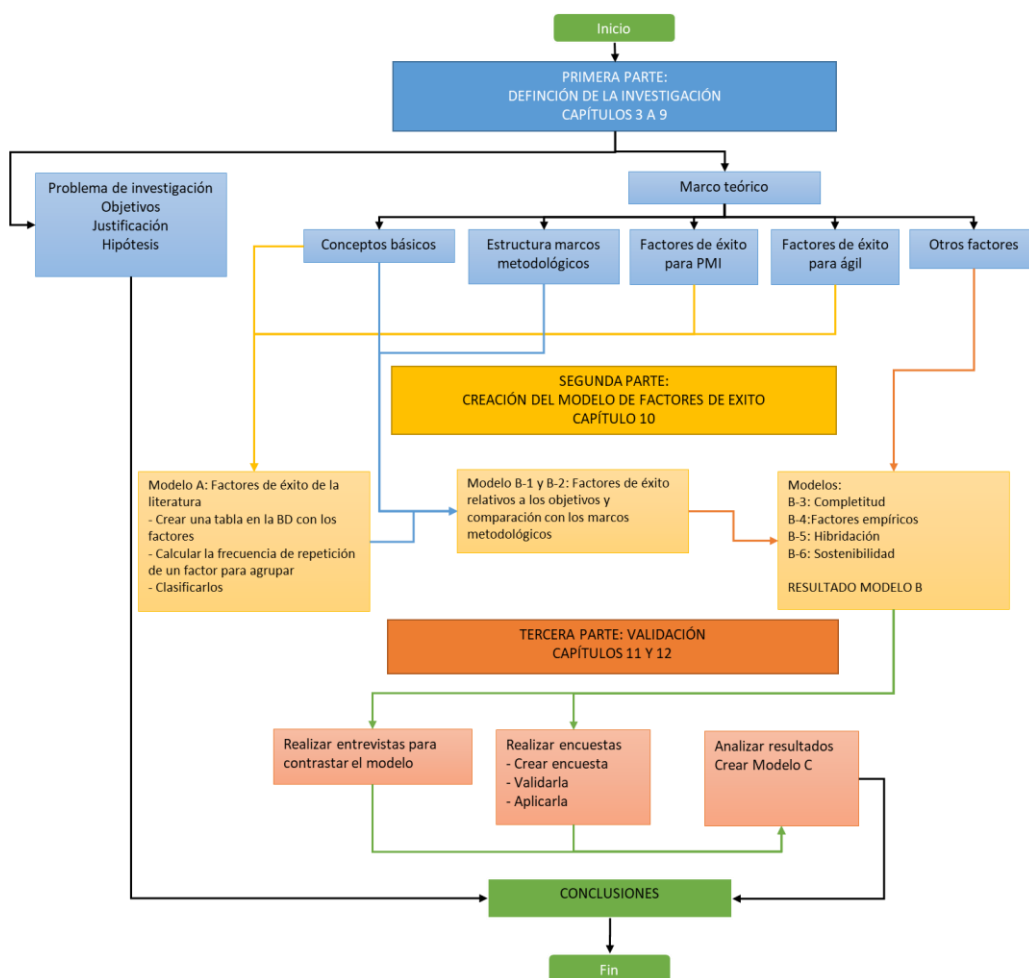 Inicio
PRIMERA PARTE:
DEFINCIÓN DE LA INVESTIGACIÓN
CAPÍTULOS 3 A 9
Problema de investigación
Objetivos
Justificación
Hipótesis
Marco teórico
Conceptos básicos
Estructura marcos
metodológicos
Factores de éxito
para PMI
Factores de éxito
para ágil
Otros factores
SEGUNDA PARTE:
CREACIÓN DEL MODELO DE FACTORES DE EXITO
CAPÍTULO 10
Modelo A: Factores de éxito de la
literatura
- Crear una tabla en la BD con los
factores
- Calcular la frecuencia de repetición
de un factor para agrupar
- Clasificarlos
Modelo B-1 y B-2: Factores de éxito
relativos a los objetivos y
comparación con los marcos
metodológicos
Modelos:
B-3: Completitud
B-4:Factores empíricos
B-5: Hibridación
B-6: Sostenibilidad
RESULTADO MODELO B
TERCERA PARTE: VALIDACIÓN
CAPÍTULOS 11 Y 12
Realizar entrevistas para
contrastar el modelo
Realizar encuestas
- Crear encuesta
- Validarla
- Aplicarla
Analizar resultados
Crear Modelo C
CONCLUSIONES
Fin